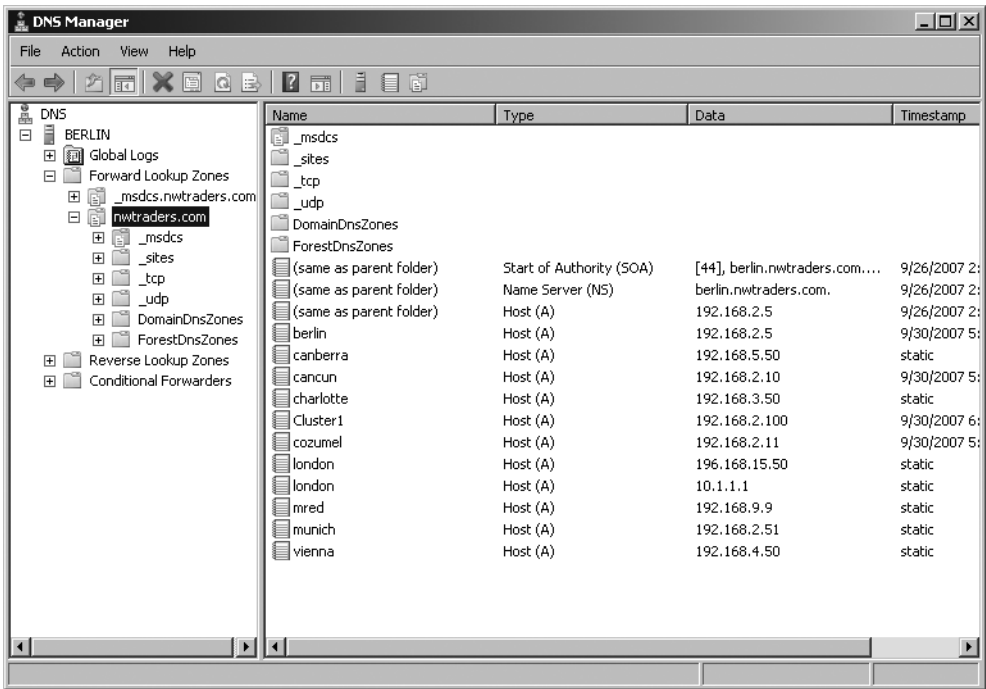 DNS Manager
File Action View Help
DNS
BERLIN
Global Logs
Forward Lookup Zones
_msdcs.nwtraders.com
nwtraders.com
_msdcs
_sites
_tcp
_udp
DomainDnsZones
ForestDnsZones
Reverse Lookup Zones
Conditional Forwarders
Name Type Data Timestamp
_msdcs
_sites
_tcp
_udp
DomainDnsZones
ForestDnsZones
(same as parent folder) Start of Authority (SOA) [44], berlin.nwtraders.com.... 9/26/2007 2:
(same as parent folder) Name Server (NS) berlin.nwtraders.com. 9/26/2007 2:
(same as parent folder) Host (A) 192.168.2.5 9/26/2007 2:
berlin Host (A) 192.168.2.5 9/30/2007 5:
canberra Host (A) 192.168.5.50 static
cancun Host (A) 192.168.2.10 9/30/2007 5:
charlotte Host (A) 192.168.3.50 static
Cluster1 Host (A) 192.168.2.100 9/30/2007 6:
cozumel Host (A) 192.168.2.11 9/30/2007 5:
london Host (A) 196.168.15.50 static
london Host (A) 10.1.1.1 static
mred Host (A) 192.168.9.9 static
munich Host (A) 192.168.2.51 static
vienna Host (A) 192.168.4.50 static